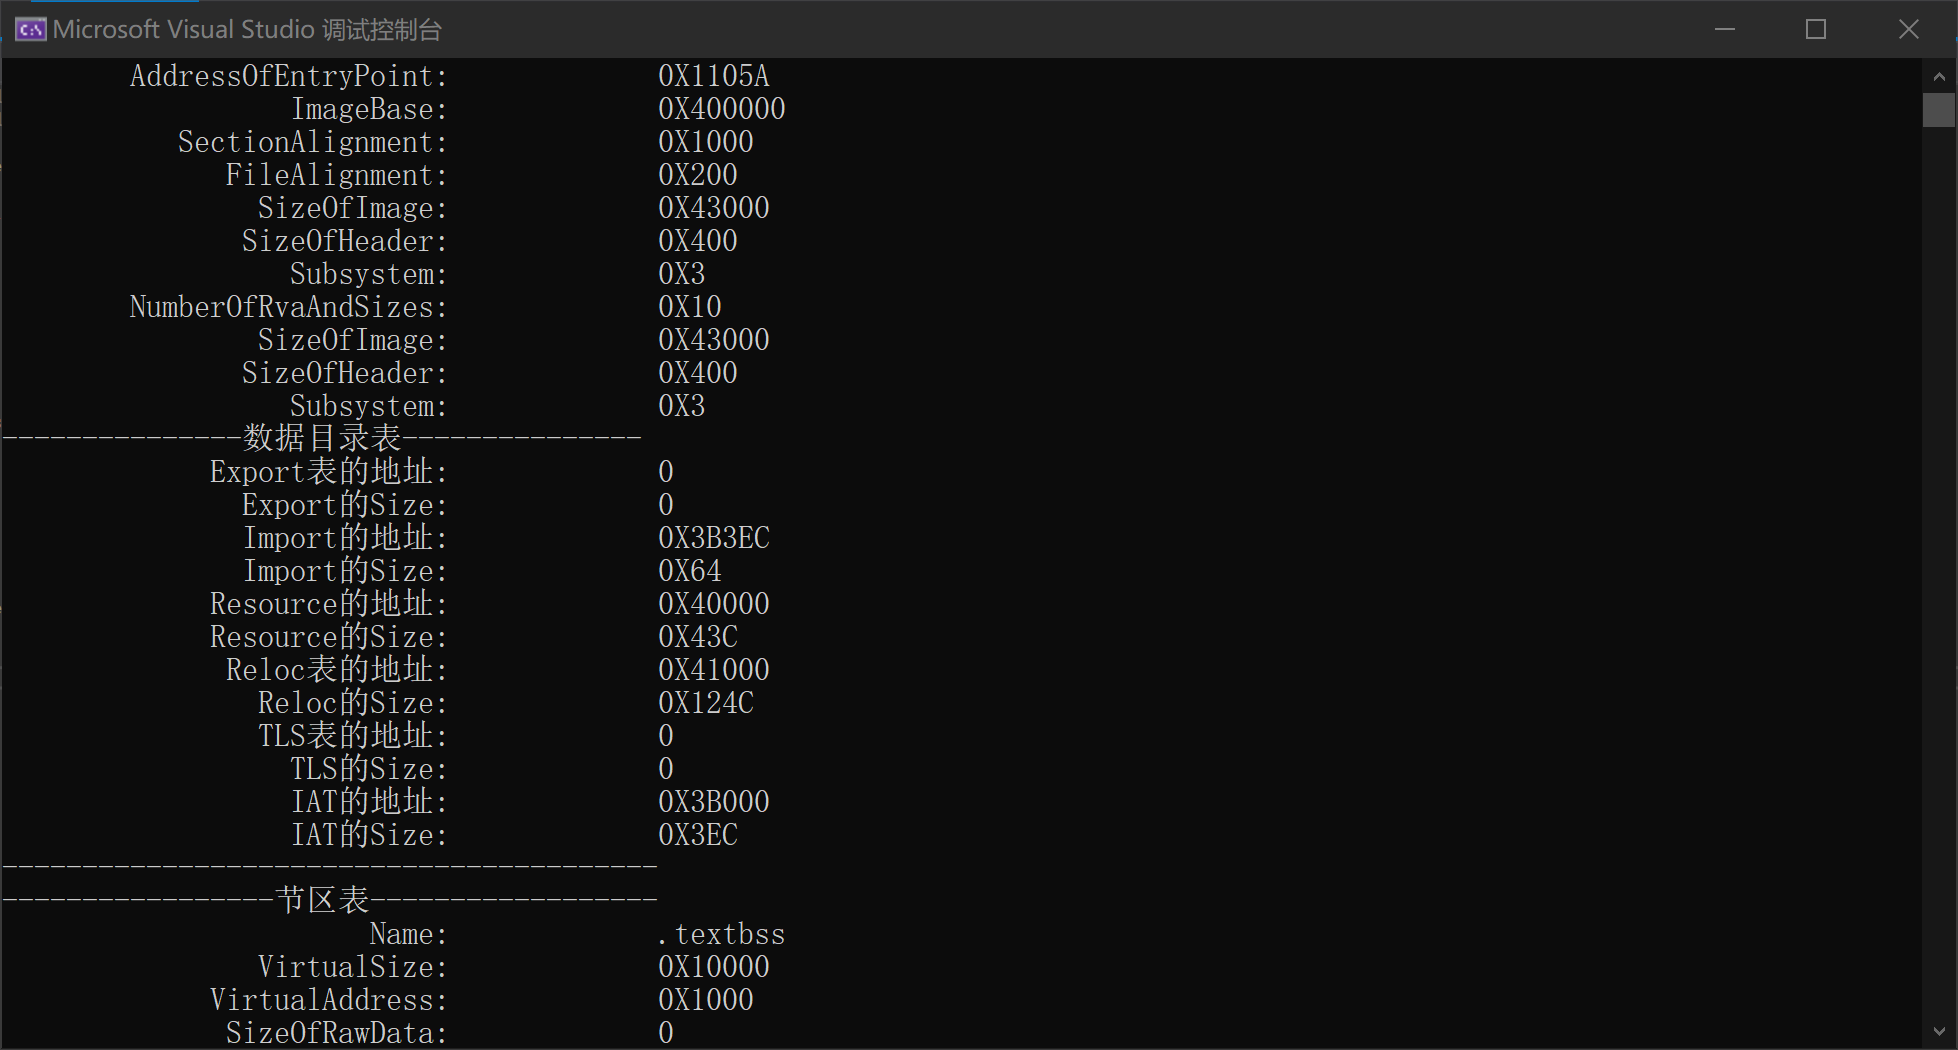 Microsoft Visual Studio 调试控制台
AddressOfEntryPoint: 0X1105A
ImageBase: 0X400000
SectionAlignment: 0X1000
FileAlignment: 0X200
SizeOfImage: 0X43000
SizeOfHeader: 0X400
Subsystem: 0X3
NumberOfRvaAndSizes: 0X10
SizeOfImage: 0X43000
SizeOfHeader: 0X400
Subsystem: 0X3
---------------数据目录表---------------
Export表的地址: 0
Export的Size: 0
Import的地址: 0X3B3EC
Import的Size: 0X64
Resource的地址: 0X40000
Resource的Size: 0X43C
Reloc表的地址: 0X41000
Reloc的Size: 0X124C
TLS表的地址: 0
TLS的Size: 0
IAT的地址: 0X3B000
IAT的Size: 0X3EC
-----------------------------------------
-----------------节区表------------------
Name: .textbss
VirtualSize: 0X10000
VirtualAddress: 0X1000
SizeOfRawData: 0